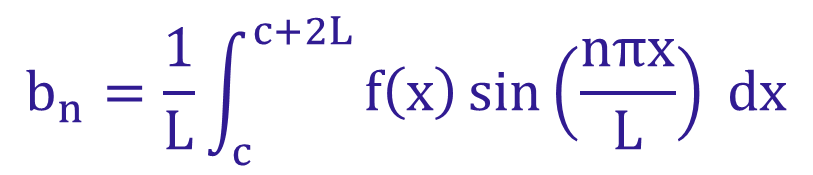 bₙ = 1/L ∫_c^{c+2L} f(x) sin (nπx/L) dx